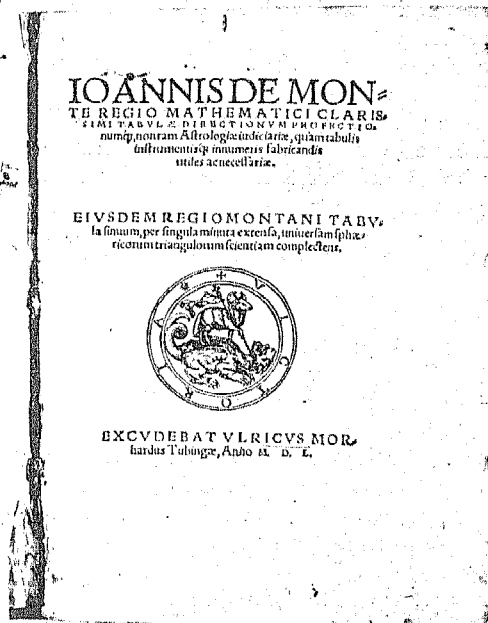 IOANNIS DE MON⸗
TE REGIO MATHEMATICI CLARIS⸗
SIMI TABVLÆ DIRECTIONVM PROFECTIO⸗
numq́;, non tam Astrologiæ iudiciariæ, quàm tabulis
instrumentisq́; innumeris fabricandis
utiles ac necessariæ.
EIVSDEM REGIOMONTANI TABV⸗
la sinuum, per singula minuta extensa, uniuersam sphæ⸗
ricorum triangulorum scientiam complectens.
VICTORIA
EXCVDEBAT VLRICVS MOR⸗
hardus Tubingæ, Anno M. D. L.